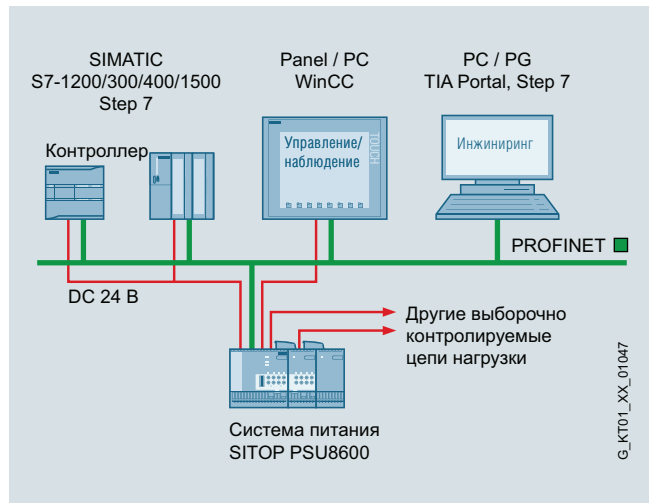 SIMATIC
S7-1200/300/400/1500
Step 7
Panel / PC
WinCC
PC / PG
TIA Portal, Step 7
Контроллер
Управление/
наблюдение
TOUCH
Инжиниринг
PROFINET
DC 24 В
Другие выборочно
контролируемые
цепи нагрузки
Система питания
SITOP PSU8600
G_KT01_XX_01047